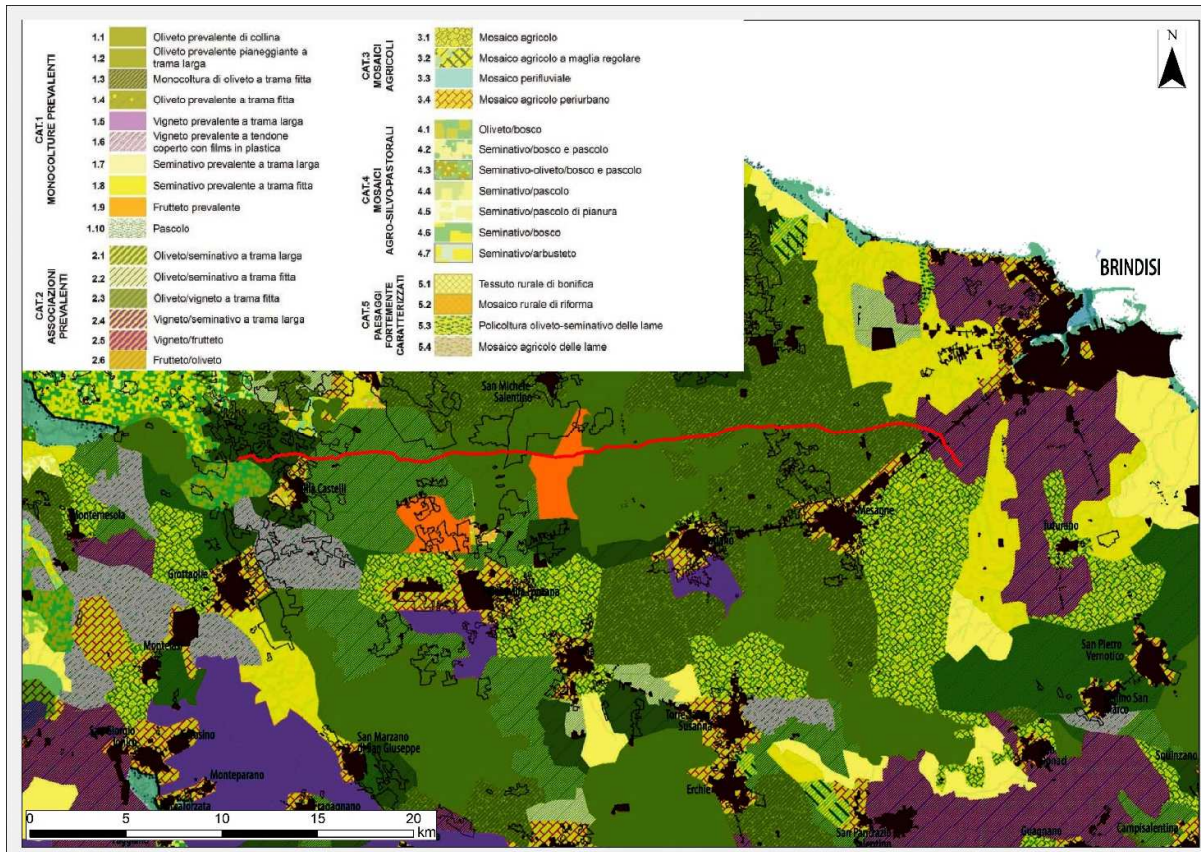 CAT.1
MONOCOLTURE PREVALENTI
1.1 Oliveto prevalente di collina
1.2 Oliveto prevalente pianeggiante a
trama larga
1.3 Monocoltura di oliveto a trama fitta
1.4 Oliveto prevalente a trama fitta
1.5 Vigneto prevalente a trama larga
1.6 Vigneto prevalente a tendone
coperto con films in plastica
1.7 Seminativo prevalente a trama larga
1.8 Seminativo prevalente a trama fitta
1.9 Frutteto prevalente
1.10 Pascolo
CAT.2
ASSOCIAZIONI
PREVALENTI
2.1 Oliveto/seminativo a trama larga
2.2 Oliveto/seminativo a trama fitta
2.3 Oliveto/vigneto a trama fitta
2.4 Vigneto/seminativo a trama larga
2.5 Vigneto/frutteto
2.6 Frutteto/oliveto
CAT.3
MOSAICI
AGRICOLI
3.1 Mosaico agricolo
3.2 Mosaico agricolo a maglia regolare
3.3 Mosaico perifluviale
3.4 Mosaico agricolo periurbano
CAT.4
MOSAICI
AGRO-SILVO-PASTORALI
4.1 Oliveto/bosco
4.2 Seminativo/bosco e pascolo
4.3 Seminativo-oliveto/bosco e pascolo
4.4 Seminativo/pascolo
4.5 Seminativo/pascolo di pianura
4.6 Seminativo/bosco
4.7 Seminativo/arbusteto
CAT.5
PAESAGGI
FORTEMENTE
CARATTERIZZATI
5.1 Tessuto rurale di bonifica
5.2 Mosaico rurale di riforma
5.3 Policoltura oliveto-seminativo delle lame
5.4 Mosaico agricolo delle lame
N
BRINDISI
San Michele
Salentino
Castelli
Montemesola
Mesagne
Tuturano
Grottaglie
Fontana
San Pietro
Vernotico
San
Torre
Susanna
San Marzano
di San Giuseppe
Squinzano
Monteparano
Erchie
San Pancrazio
Salentino
Guagnano
Campisalentina
0 5 10 15 20
km